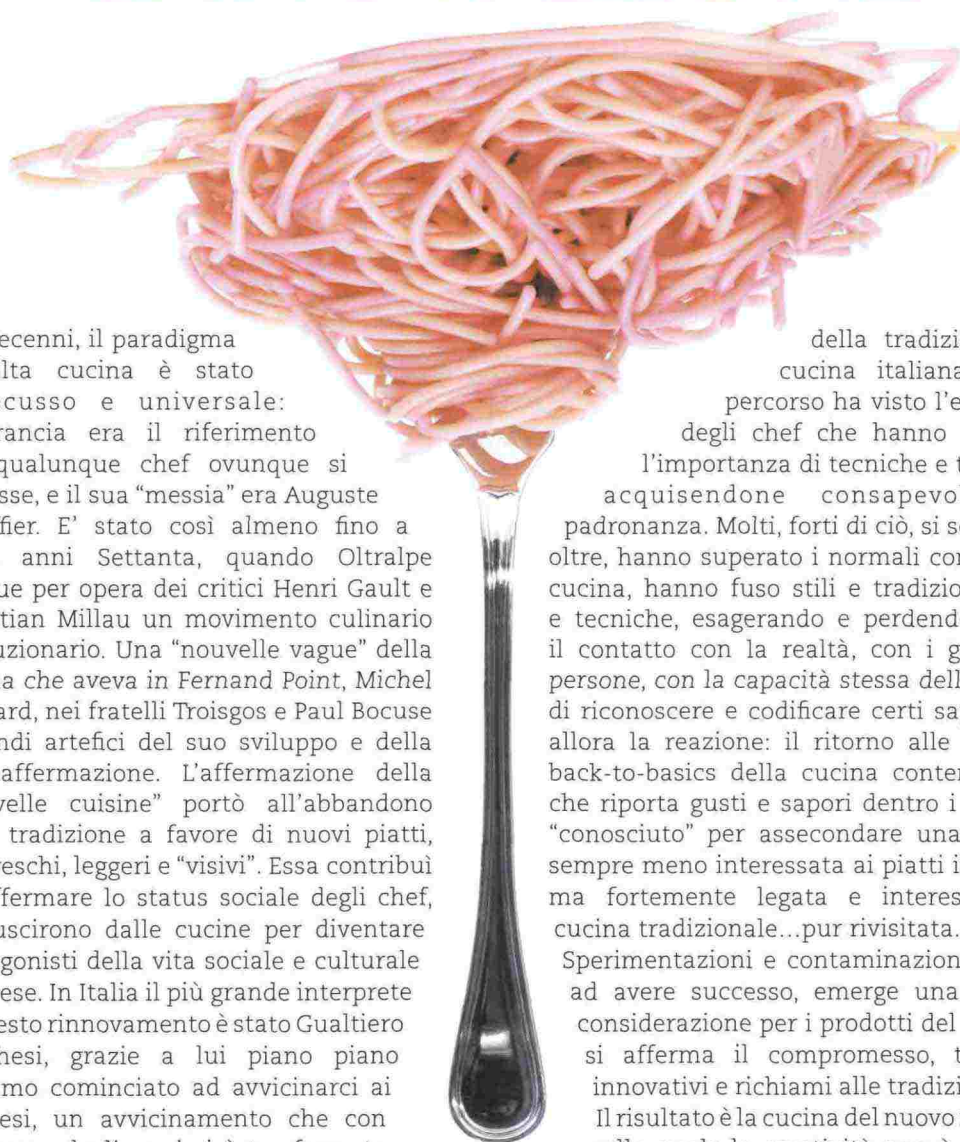 ecenni, il paradigma
lta cucina è stato
cusso e universale:
rancia era il riferimento
qualunque chef ovunque si
sse, e il sua “messia” era Auguste
fier. E’ stato così almeno fino a
anni Settanta, quando Oltralpe
ue per opera dei critici Henri Gault e
tian Millau un movimento culinario
uzionario. Una “nouvelle vague” della
a che aveva in Fernand Point, Michel
ard, nei fratelli Troisgos e Paul Bocuse
ndi artefici del suo sviluppo e della
affermazione. L’affermazione della
velle cuisine” portò all’abbandono
tradizione a favore di nuovi piatti,
reschi, leggeri e “visivi”. Essa contribuì
fermare lo status sociale degli chef,
uscirono dalle cucine per diventare
gonisti della vita sociale e culturale
ese. In Italia il più grande interprete
esto rinnovamento è stato Gualtiero
hesi, grazie a lui piano piano
mo cominciato ad avvicinarci ai
esi, un avvicinamento che con
della tradizi
cucina italiana
percorso ha visto l’e
degli chef che hanno
l’importanza di tecniche e t
acquisendone consapevol
padronanza. Molti, forti di ciò, si s
oltre, hanno superato i normali con
cucina, hanno fuso stili e tradizio
e tecniche, esagerando e perdend
il contatto con la realtà, con i g
persone, con la capacità stessa dell
di riconoscere e codificare certi sa
allora la reazione: il ritorno alle
back-to-basics della cucina conter
che riporta gusti e sapori dentro i
“conosciuto” per assecondare una
sempre meno interessata ai piatti i
ma fortemente legata e interes
cucina tradizionale...pur rivisitata.
Sperimentazioni e contaminazion
ad avere successo, emerge una
considerazione per i prodotti del
si afferma il compromesso, t
innovativi e richiami alle tradizi
Il risultato è la cucina del nuovo